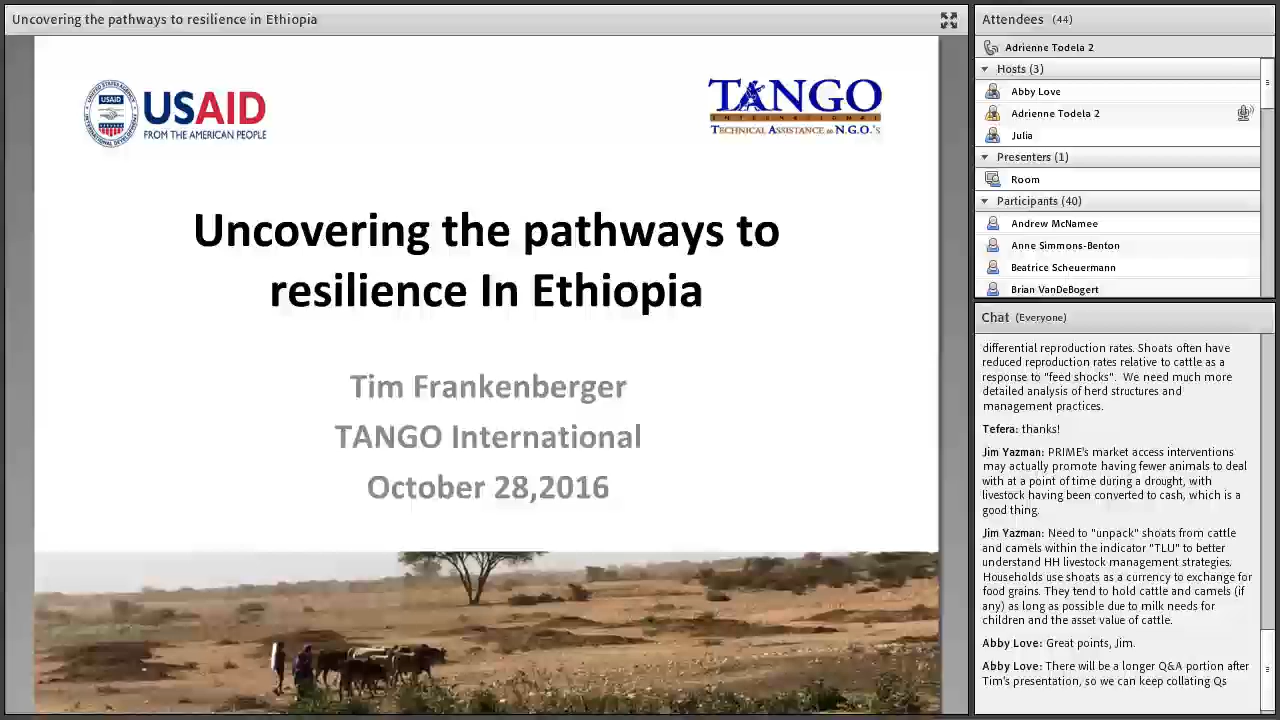 Uncovering the pathways to resilience in Ethiopia
USAID
FROM THE AMERICAN PEOPLE
TANGO
INTERNATIONAL
TECHNICAL ASSISTANCE to N.G.O.'s
Uncovering the pathways to
resilience In Ethiopia
Tim Frankenberger
TANGO International
October 28,2016
Attendees (44)
Adrienne Todela 2
Hosts (3)
Abby Love
Adrienne Todela 2
Julia
Presenters (1)
Room
Participants (40)
Andrew McNamee
Anne Simmons-Benton
Beatrice Scheuermann
Brian VanDeBogert
Chat (Everyone)
differential reproduction rates. Shoats often have
reduced reproduction rates relative to cattle as a
response to "feed shocks". We need much more
detailed analysis of herd structures and
management practices.
Tefera: thanks!
Jim Yazman: PRIME's market access interventions
may actually promote having fewer animals to deal
with at a point of time during a drought, with
livestock having been converted to cash, which is a
good thing.
Jim Yazman: Need to "unpack" shoats from cattle
and camels within the indicator "TLU" to better
understand HH livestock management strategies.
Households use shoats as a currency to exchange for
food grains. They tend to hold cattle and camels (if
any) as long as possible due to milk needs for
children and the asset value of cattle.
Abby Love: Great points, Jim.
Abby Love: There will be a longer Q&A portion after
Tim's presentation, so we can keep collating Qs